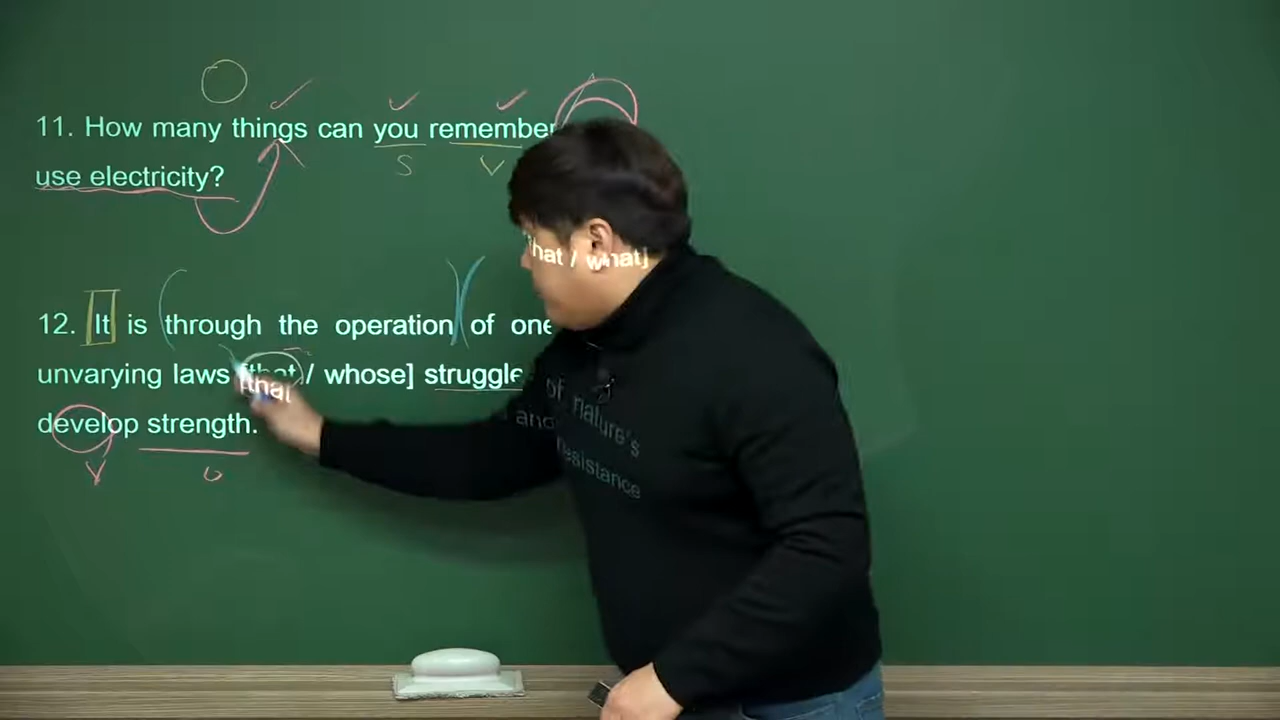 11. How many things can you remember [that / what]
use electricity?
S V
12. It is through the operation of one of nature's
unvarying laws [that / whose] struggle and resistance
develop strength.
V o